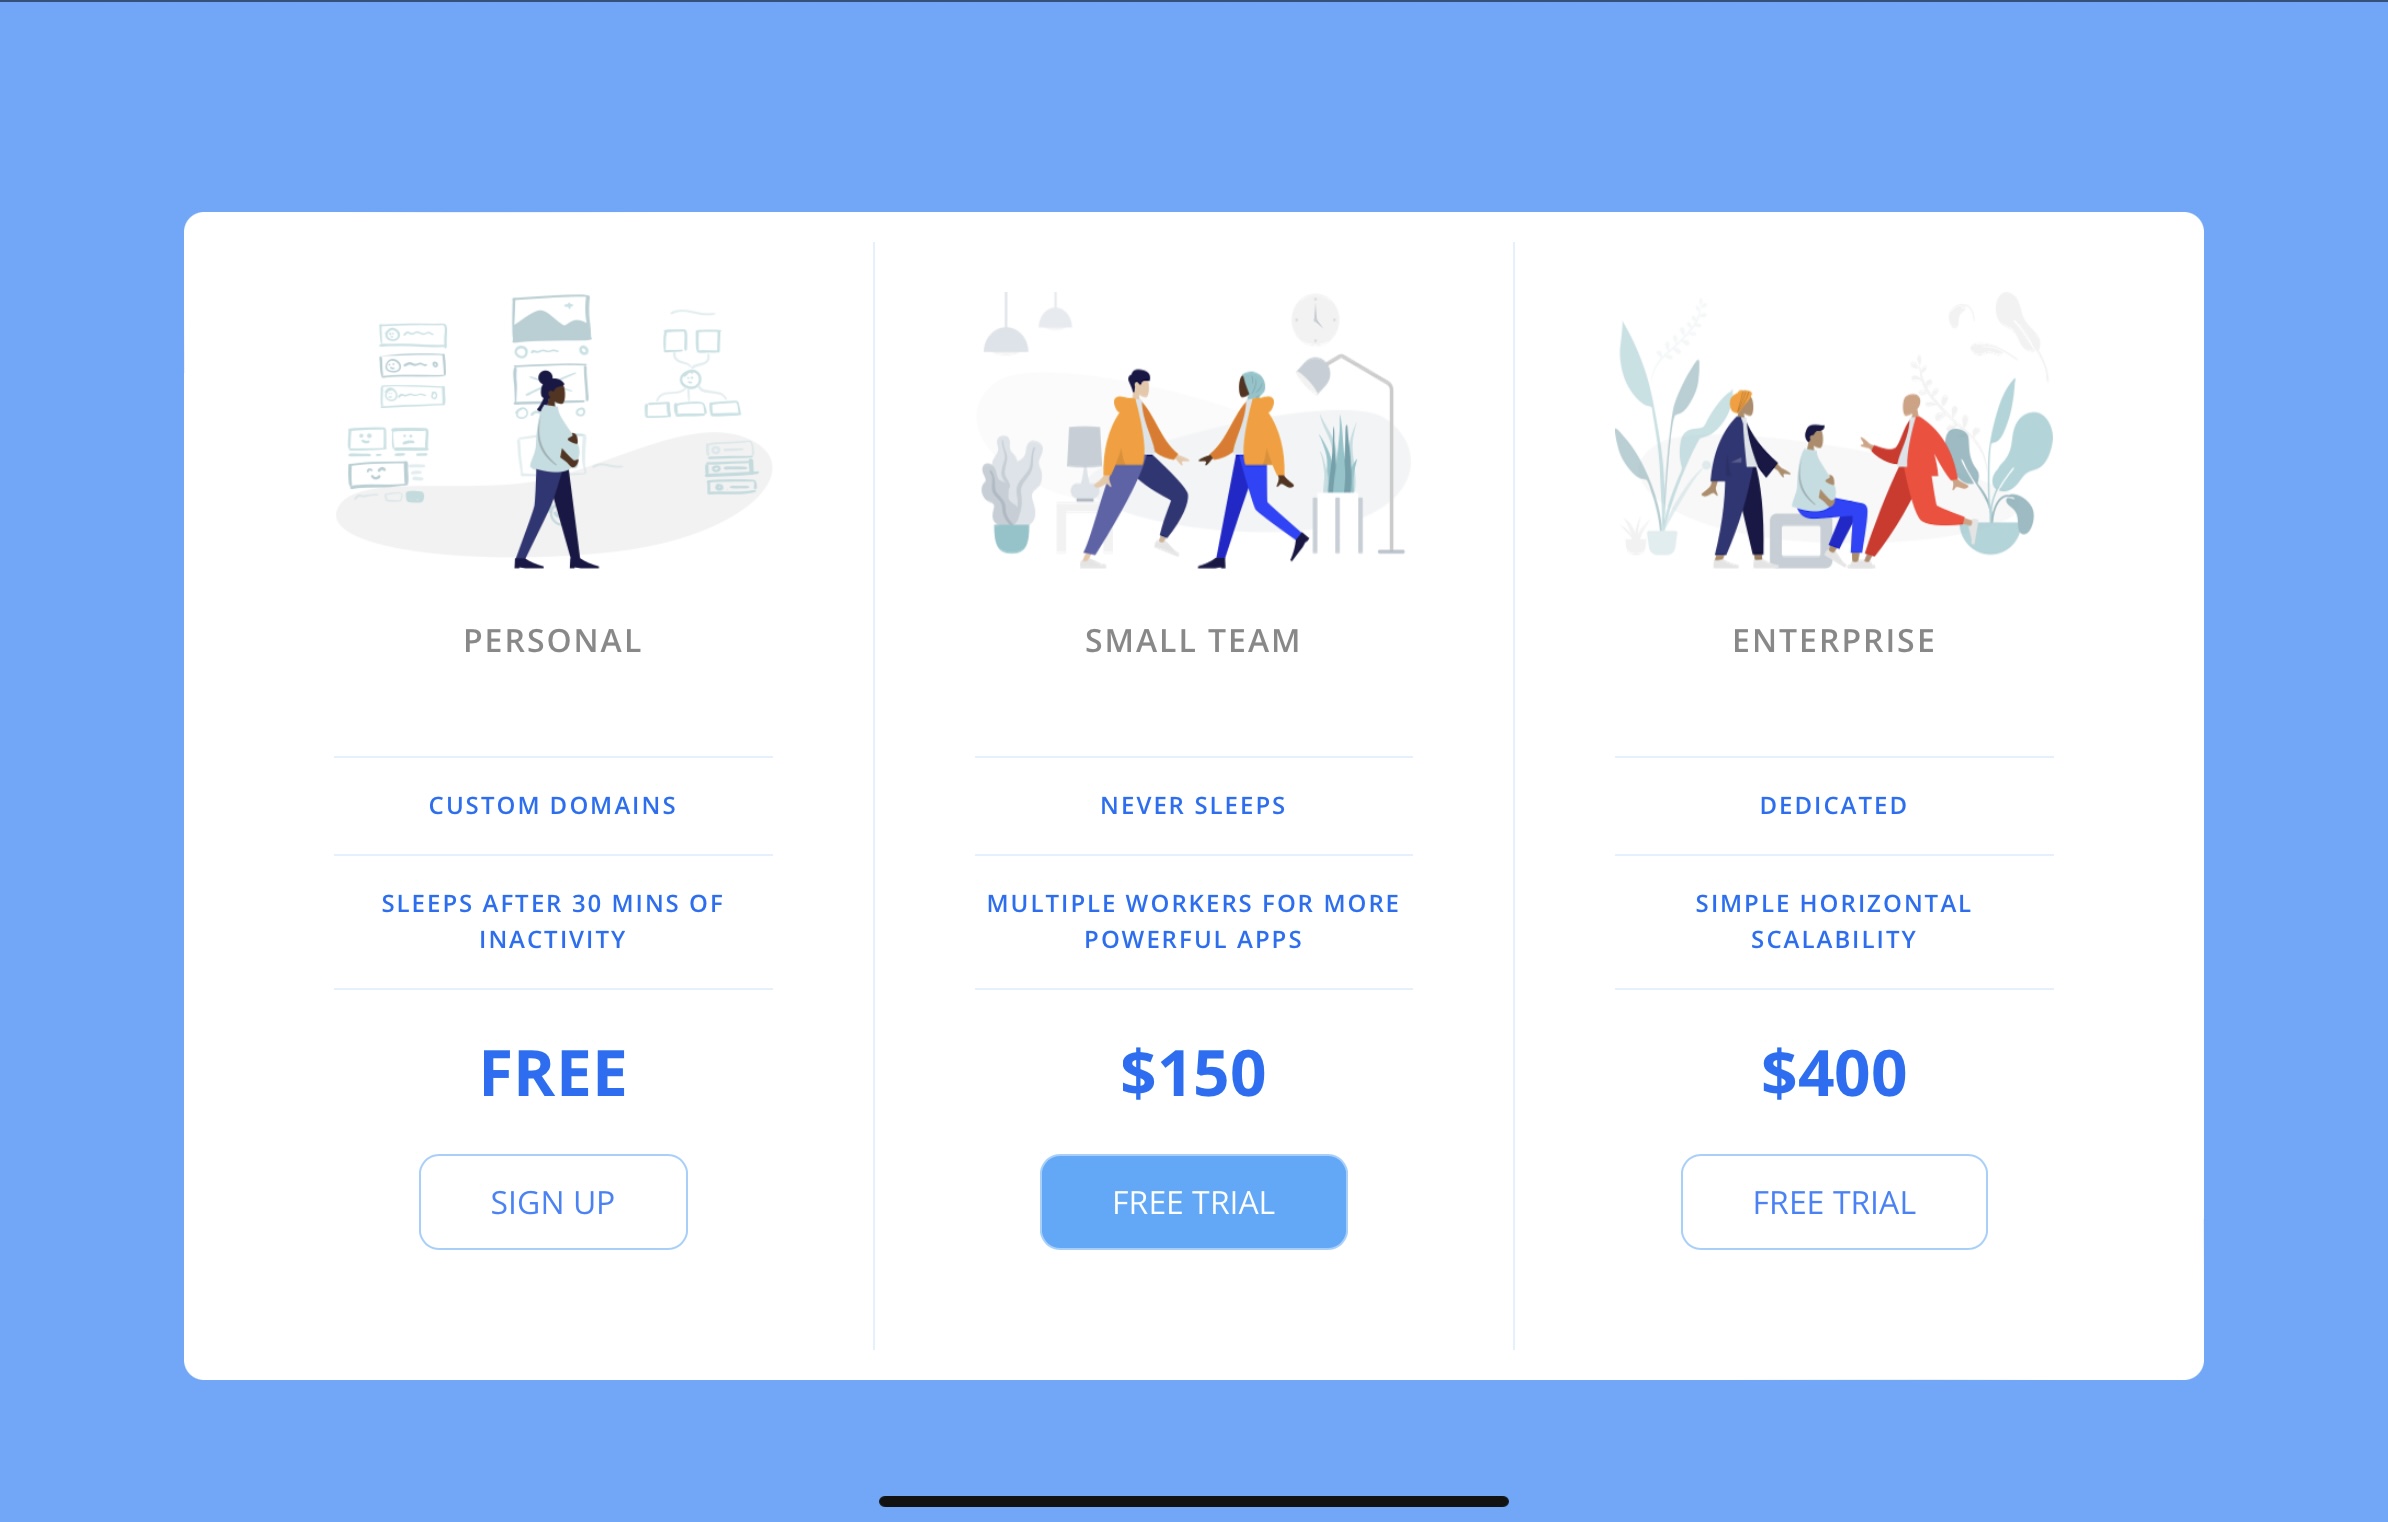 PERSONAL
CUSTOM DOMAINS
SLEEPS AFTER 30 MINS OF
INACTIVITY
FREE
SIGN UP
SMALL TEAM
NEVER SLEEPS
MULTIPLE WORKERS FOR MORE
POWERFUL APPS
$150
FREE TRIAL
ENTERPRISE
DEDICATED
SIMPLE HORIZONTAL
SCALABILITY
$400
FREE TRIAL